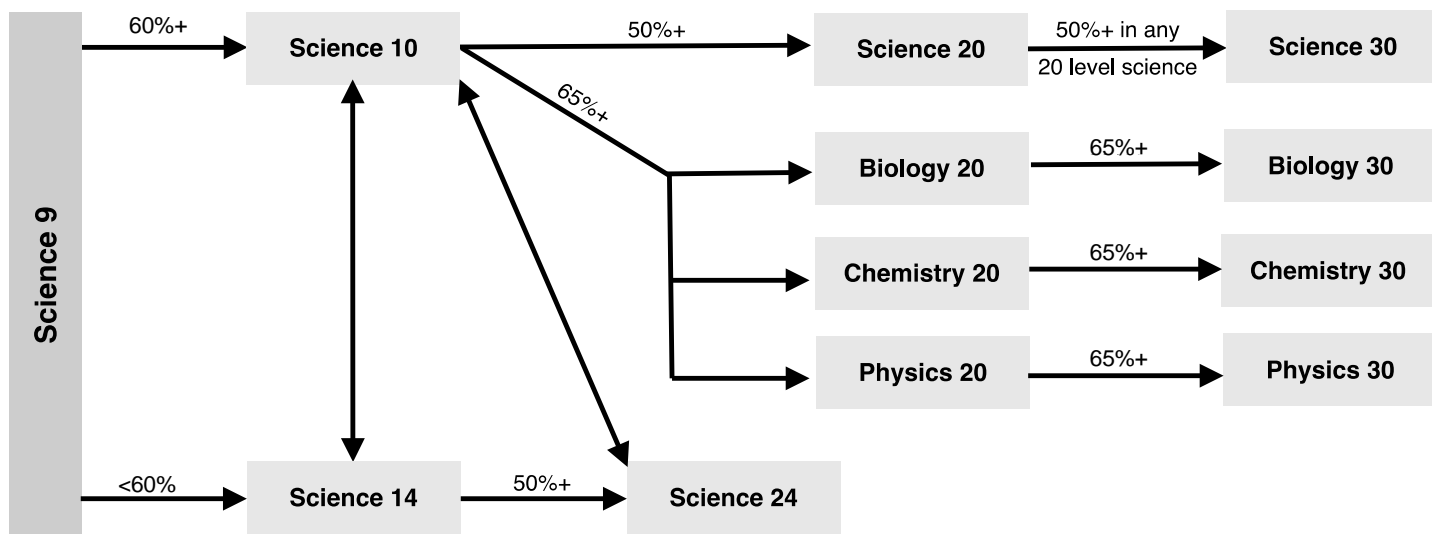 60%+
Science 10
50%+
Science 20
50%+ in any
20 level science
Science 30
65%+
Biology 20
65%+
Biology 30
Science 9
Chemistry 20
65%+
Chemistry 30
Physics 20
65%+
Physics 30
<60%
Science 14
50%+
Science 24